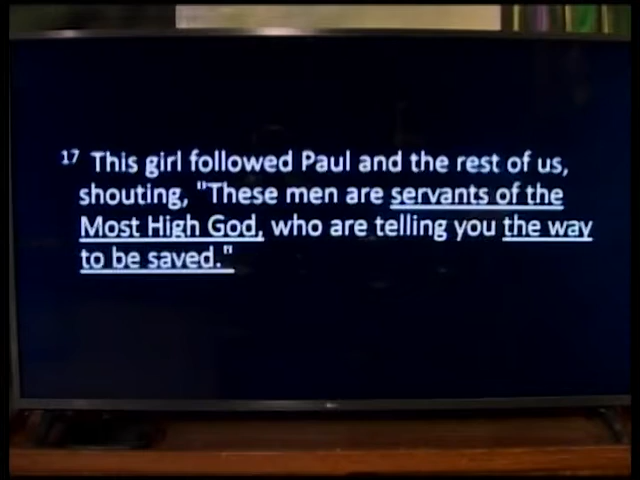 17 This girl followed Paul and the rest of us,
shouting, "These men are servants of the
Most High God, who are telling you the way
to be saved."